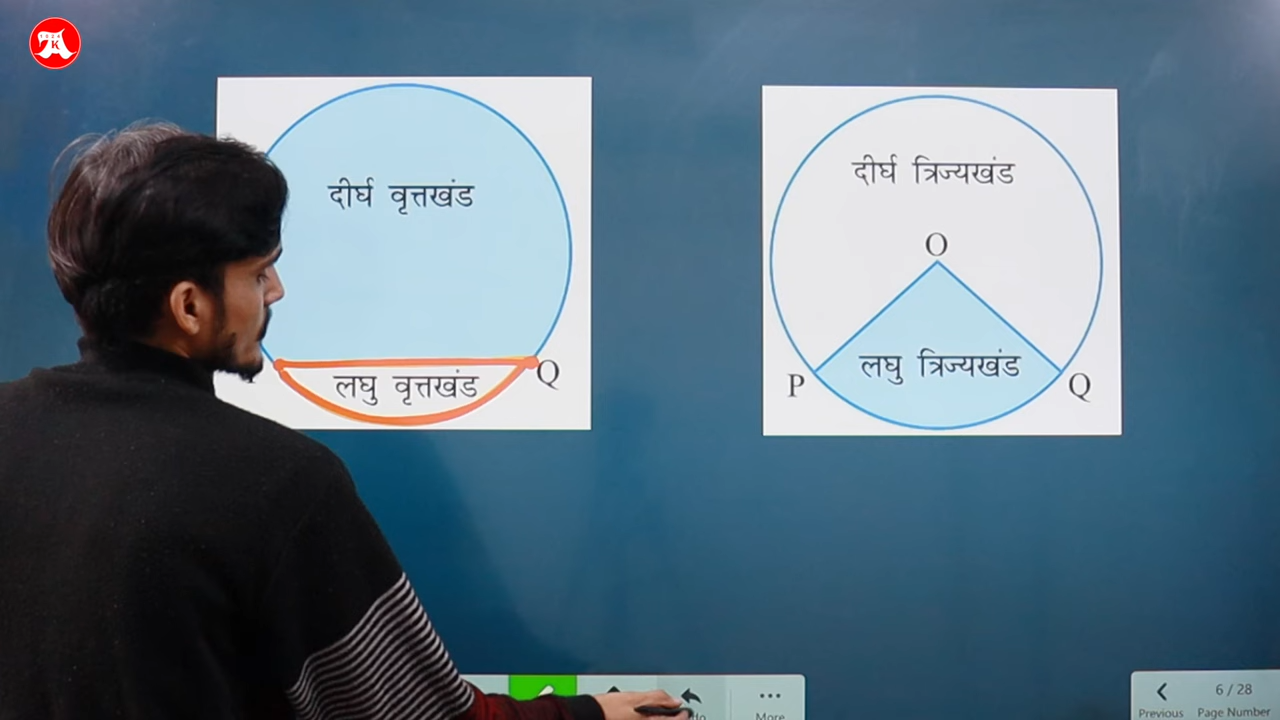 K
दीर्घ वृत्तखंड
लघु वृत्तखंड
Q
दीर्घ त्रिज्यखंड
O
लघु त्रिज्यखंड
P
Q
More
Previous
6 / 28
Page Number